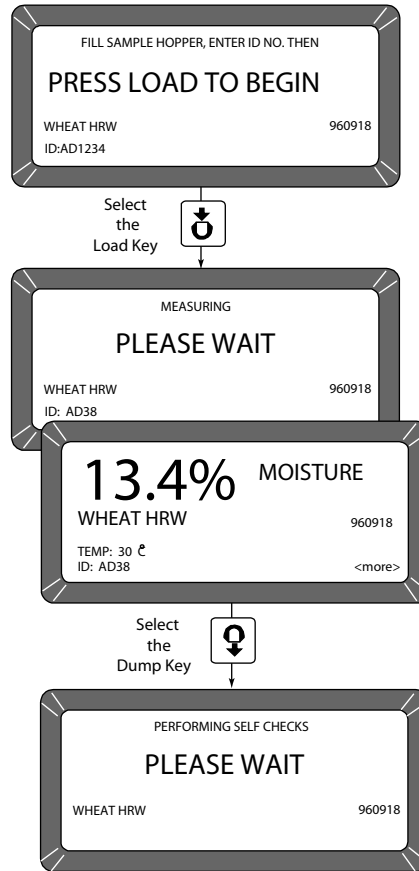 FILL SAMPLE HOPPER, ENTER ID NO. THEN
PRESS LOAD TO BEGIN
WHEAT HRW 960918
ID:AD1234
Select
the
Load Key
MEASURING
PLEASE WAIT
WHEAT HRW 960918
ID: AD38
13.4% MOISTURE
WHEAT HRW 960918
TEMP: 30 °C
ID: AD38 <more>
Select
the
Dump Key
PERFORMING SELF CHECKS
PLEASE WAIT
WHEAT HRW 960918